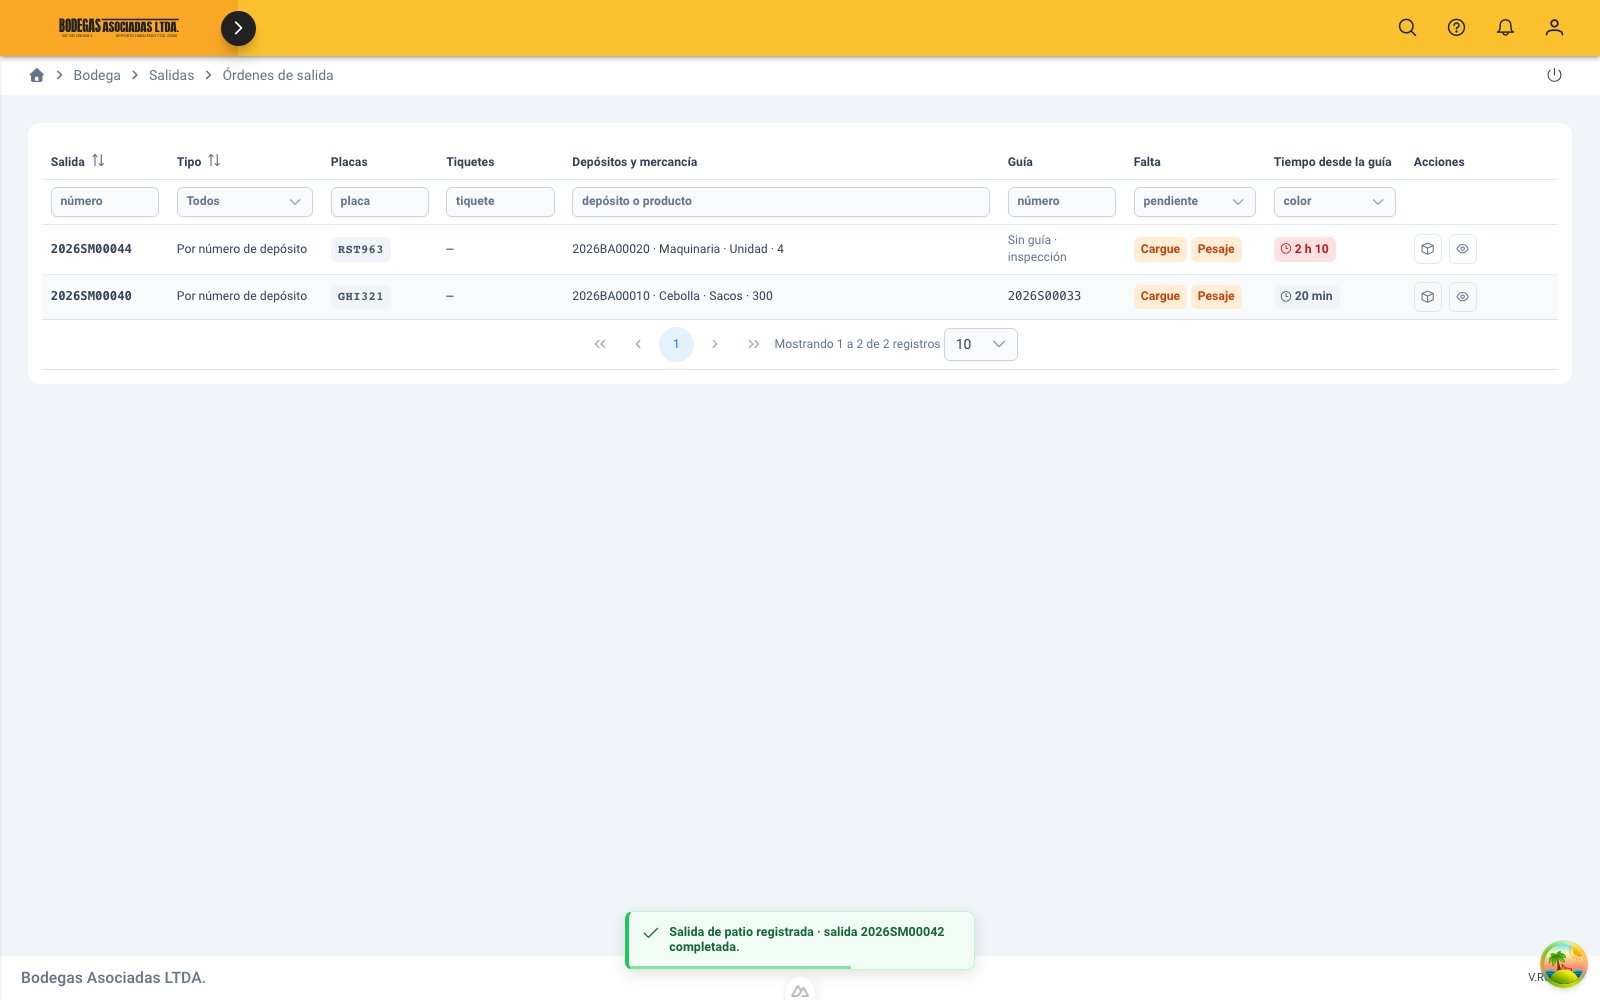 BODEGAS ASOCIADAS LTDA.
Bodega
Salidas
Órdenes de salida
Salida Tipo Placas Tiquetes Depósitos y mercancía Guía Falta Tiempo desde la guía Acciones
número Todos placa tiquete depósito o producto número pendiente color
2026SM00044 Por número de depósito RST963 – 2026BA00020 · Maquinaria · Unidad · 4 Sin guía · inspección Cargue Pesaje 2 h 10
2026SM00040 Por número de depósito GHI321 – 2026BA00010 · Cebolla · Sacos · 300 2026S00033 Cargue Pesaje 20 min
1 Mostrando 1 a 2 de 2 registros 10
Salida de patio registrada · salida 2026SM00042
completada.
Bodegas Asociadas LTDA.